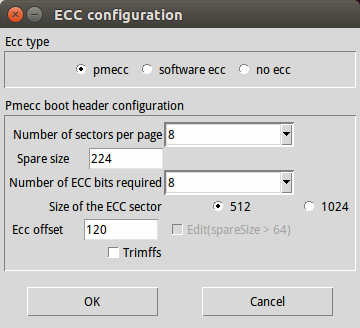 ECC configuration
Ecc type
pmecc software ecc no ecc
Pmecc boot header configuration
Number of sectors per page 8
Spare size 224
Number of ECC bits required 8
Size of the ECC sector 512 1024
Ecc offset 120 Edit(spareSize > 64)
Trimffs
OK Cancel